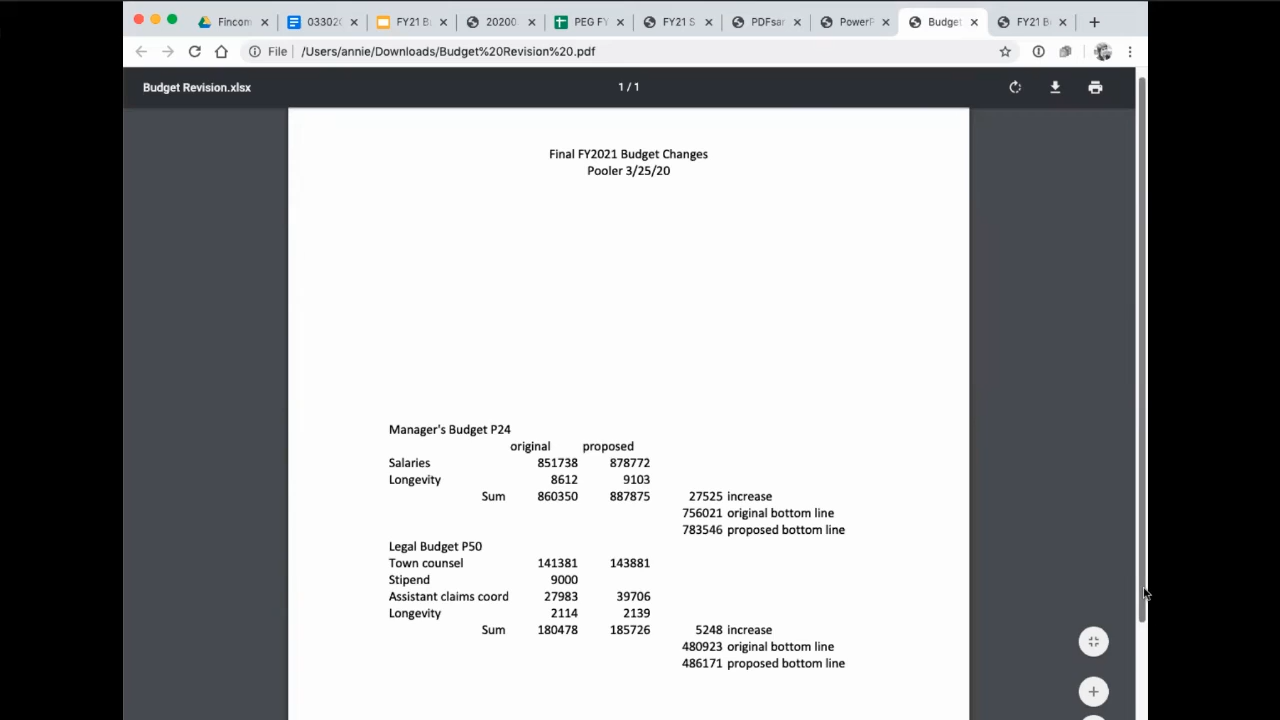 Fincom
03302
FY21 B
20200
PEG FY
FY21 S
PDFsar
PowerP
Budget
FY21 B
File /Users/annie/Downloads/Budget%20Revision%20.pdf
Budget Revision.xlsx 1 / 1
Final FY2021 Budget Changes
Pooler 3/25/20
Manager's Budget P24
original proposed
Salaries 851738 878772
Longevity 8612 9103
Sum 860350 887875 27525 increase
756021 original bottom line
783546 proposed bottom line
Legal Budget P50
Town counsel 141381 143881
Stipend 9000
Assistant claims coord 27983 39706
Longevity 2114 2139
Sum 180478 185726 5248 increase
480923 original bottom line
486171 proposed bottom line